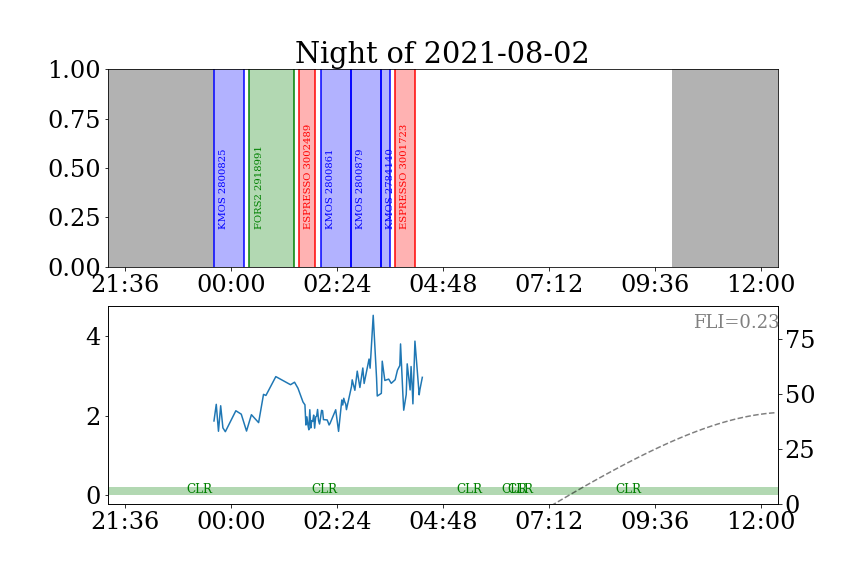 Night of 2021-08-02
1.00
0.75
0.50
0.25
0.00
KMOS 2800825
FORS2 2918991
ESPRESSO 3002489
KMOS 2800861
KMOS 2800879
KMOS 2784140
ESPRESSO 3001723
21:36 00:00 02:24 04:48 07:12 09:36 12:00
FLI=0.23
4
2
0
75
50
25
0
CLR CLR CLR CLR CLR CLR
21:36 00:00 02:24 04:48 07:12 09:36 12:00